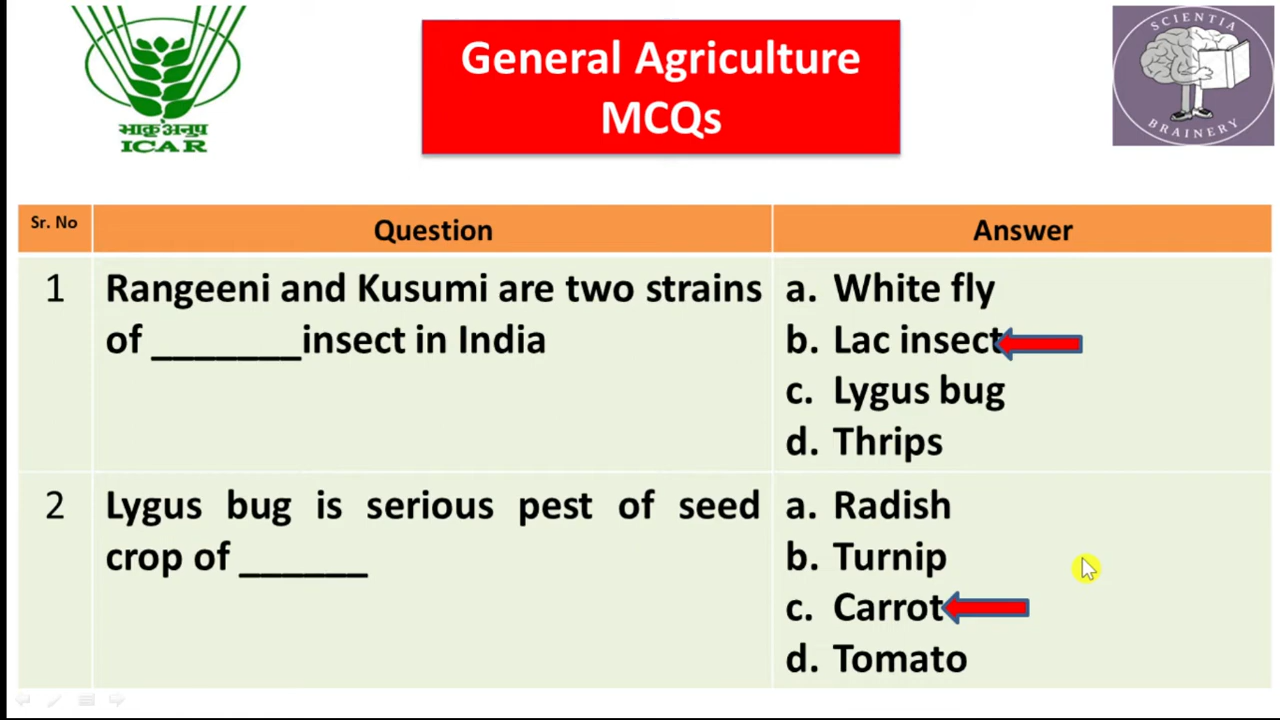 भाकृअनुप
ICAR
General Agriculture
MCQs
SCIENTIA
BRAINERY
Sr. No
Question
Answer
1
Rangeeni and Kusumi are two strains
of _______insect in India
a. White fly
b. Lac insect
c. Lygus bug
d. Thrips
2
Lygus bug is serious pest of seed
crop of ______
a. Radish
b. Turnip
c. Carrot
d. Tomato